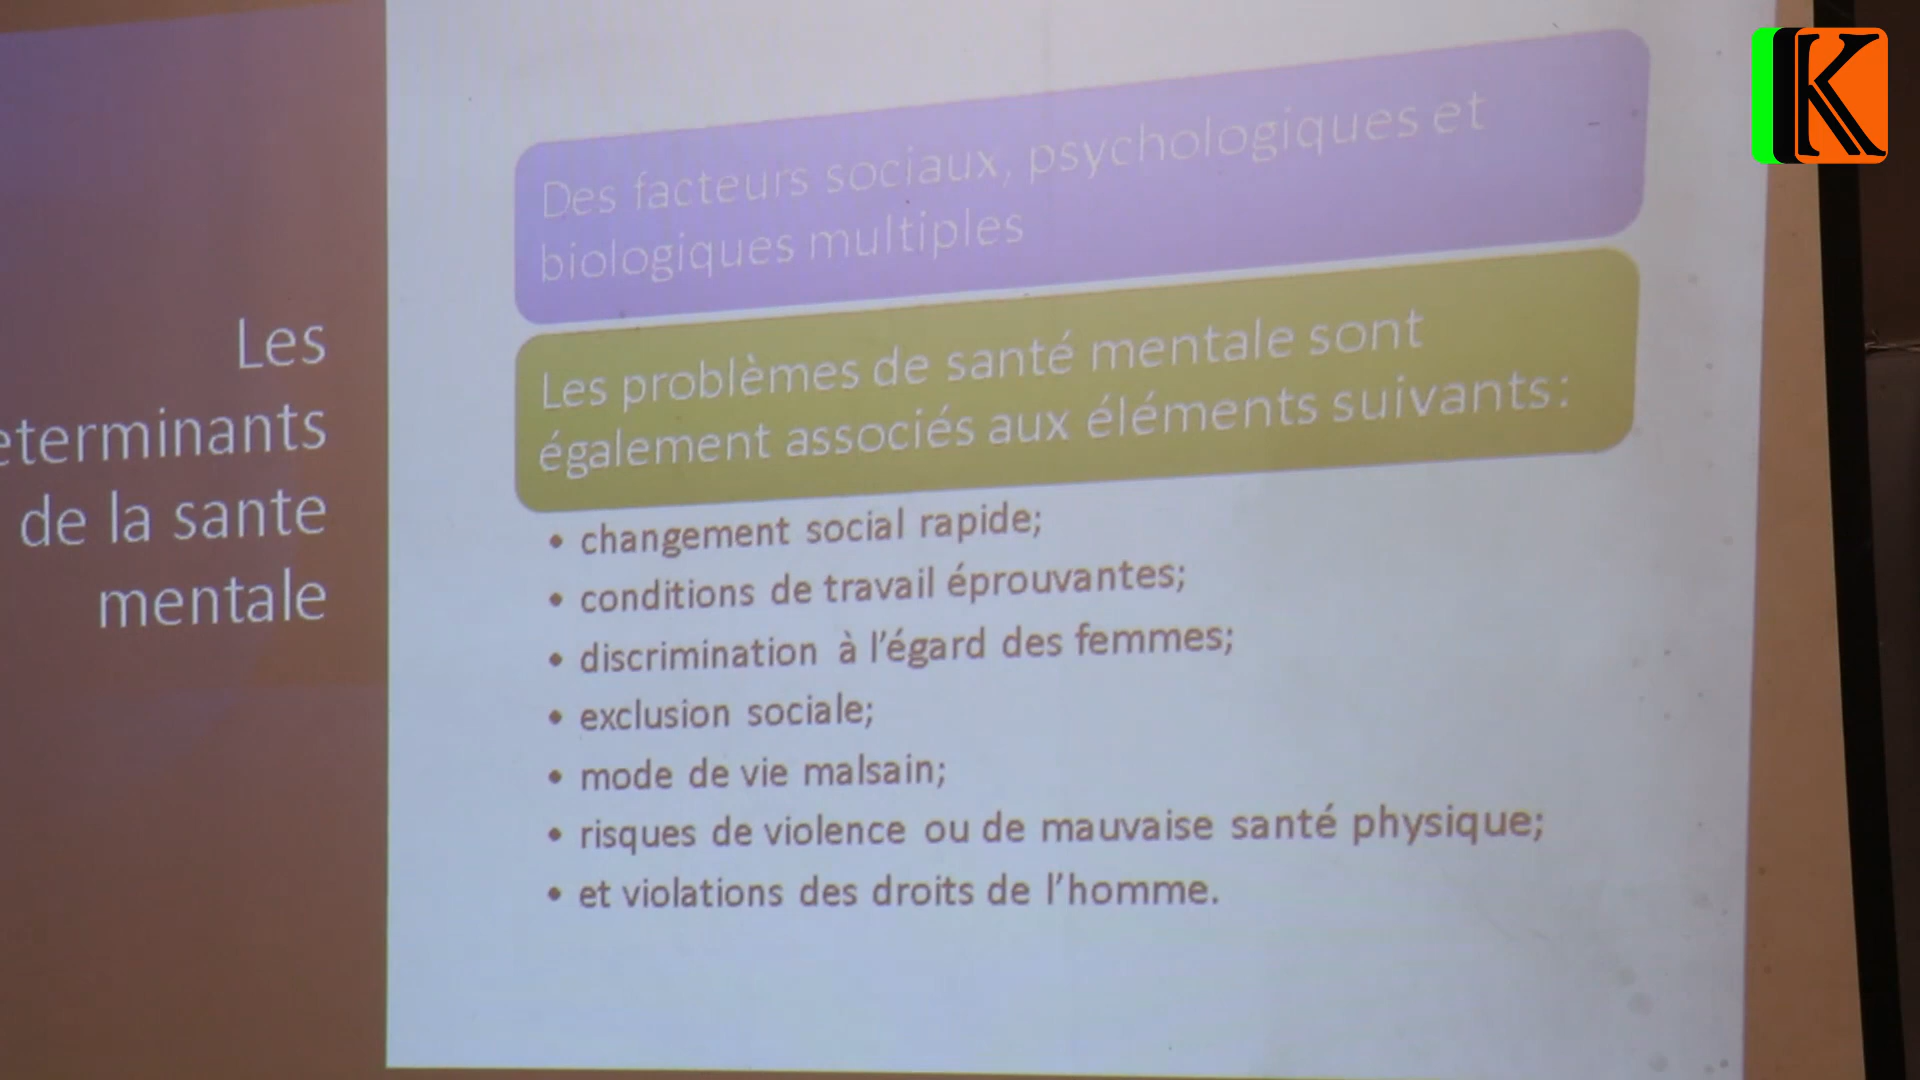 Les
eterminants
de la sante
mentale
Des facteurs sociaux, psychologiques et
biologiques multiples
Les problèmes de santé mentale sont
également associés aux éléments suivants:
• changement social rapide;
• conditions de travail éprouvantes;
• discrimination à l'égard des femmes;
• exclusion sociale;
• mode de vie malsain;
• risques de violence ou de mauvaise santé physique;
• et violations des droits de l'homme.
K